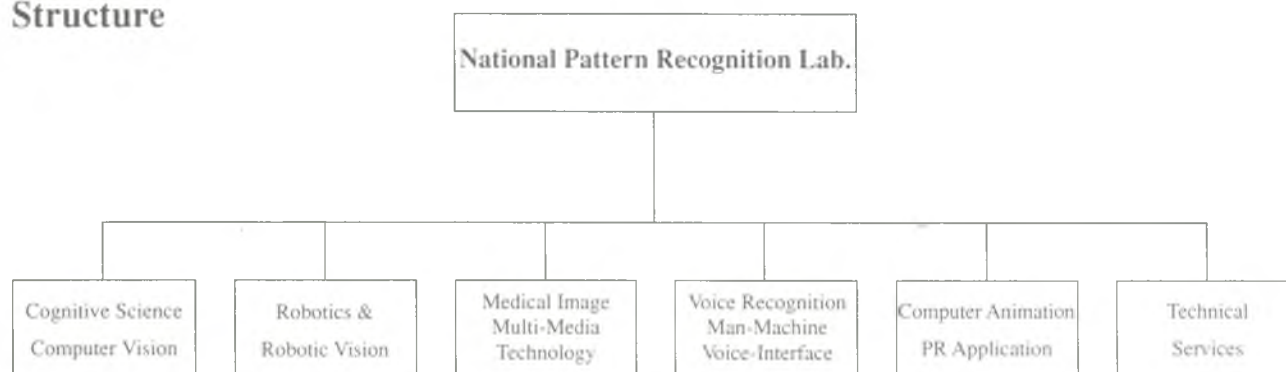 Structure
National Pattern Recognition Lab.
Cognitive Science
Computer Vision
Robotics &
Robotic Vision
Medical Image
Multi-Media
Technology
Voice Recognition
Man-Machine
Voice-Interface
Computer Animation
PR Application
Technical
Services